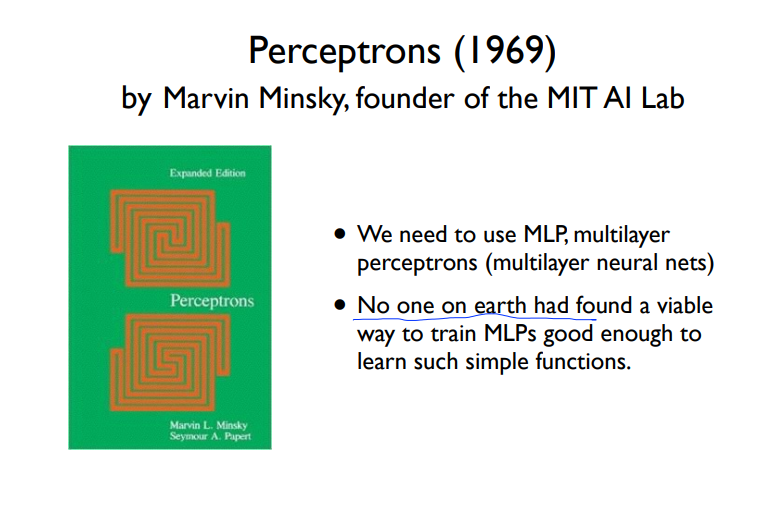 Perceptrons (1969)
by Marvin Minsky, founder of the MIT AI Lab
Expanded Edition
Perceptrons
Marvin L. Minsky
Seymour A. Papert
• We need to use MLP, multilayer
perceptrons (multilayer neural nets)
• No one on earth had found a viable
way to train MLPs good enough to
learn such simple functions.